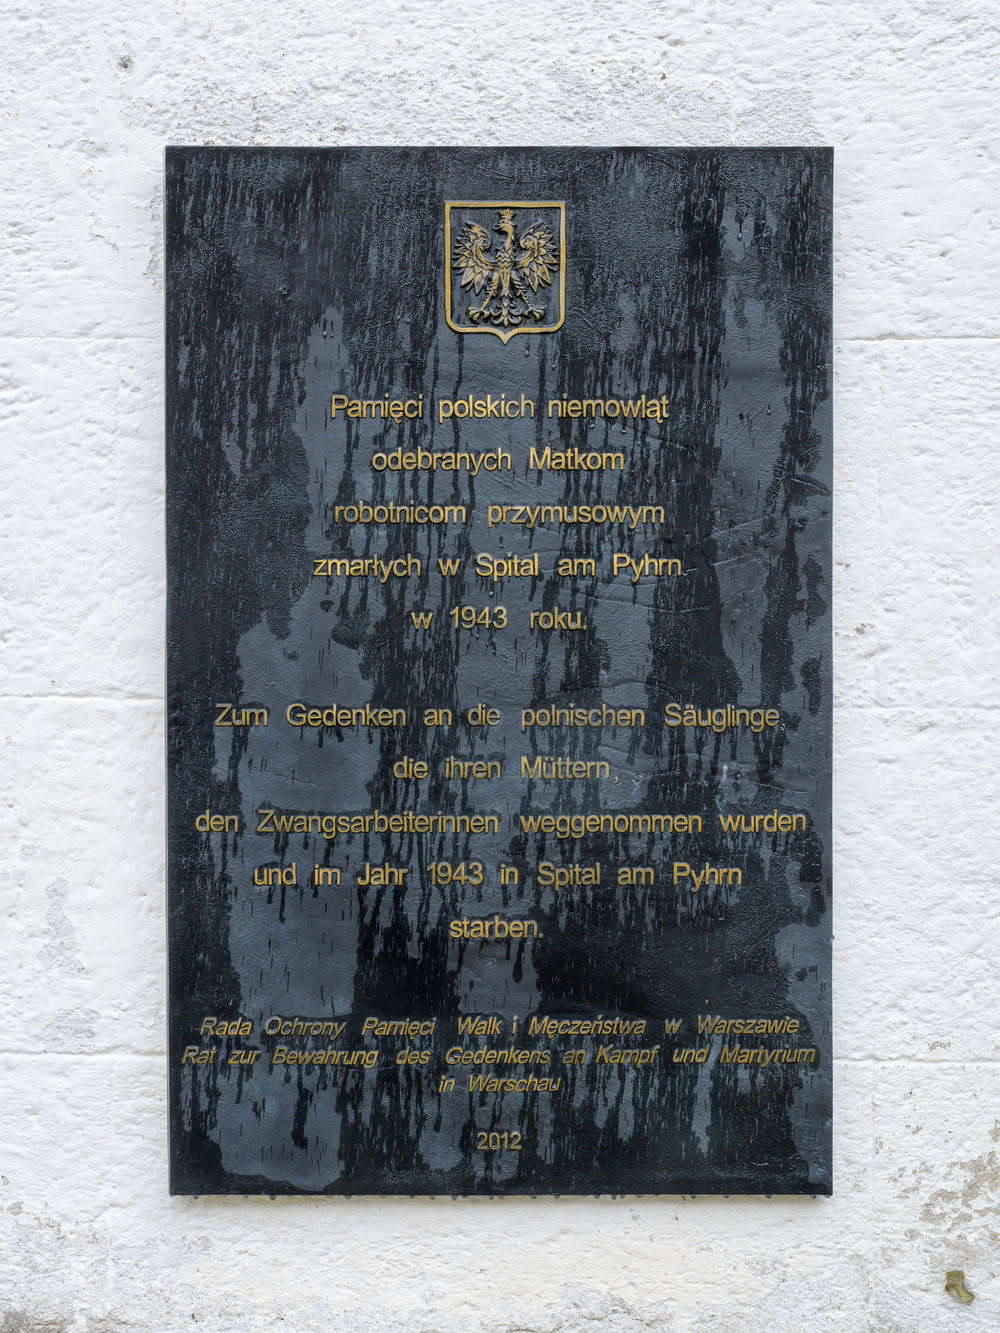 Pamięci polskich niemowląt
odebranych Matkom
robotnicom przymusowym
zmarłych w Spital am Pyhrn
w 1943 roku.
Zum Gedenken an die polnischen Säuglinge,
die ihren Müttern,
den Zwangsarbeiterinnen weggenommen wurden
und im Jahr 1943 in Spital am Pyhrn
starben.
Rada Ochrony Pamięci Walk i Męczeństwa w Warszawie
Rat zur Bewahrung des Gedenkens an Kampf und Martyrium
in Warschau
2012